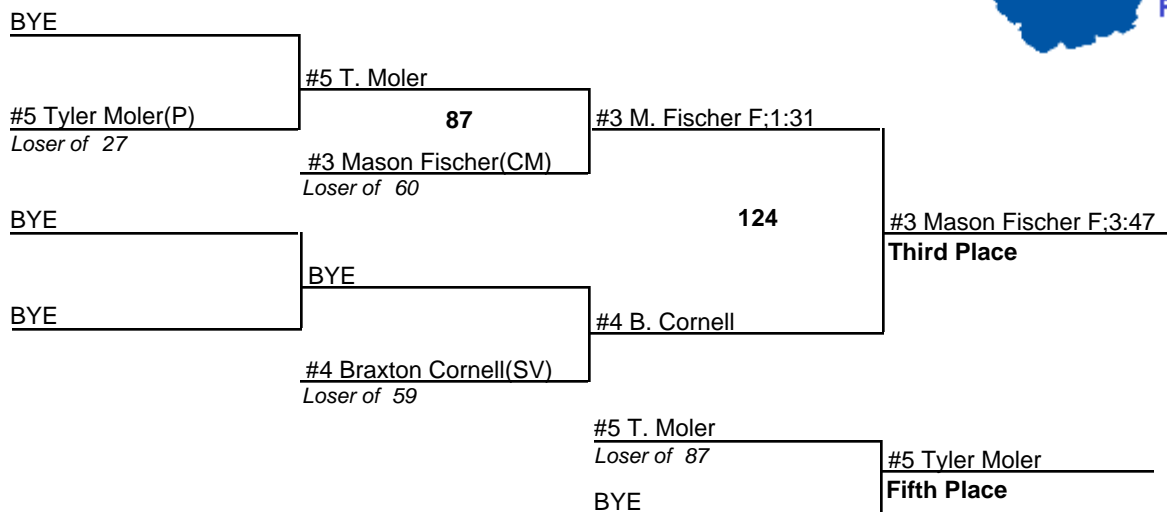 BYE
#5 T. Moler
#5 Tyler Moler(P)
87
#3 M. Fischer F;1:31
Loser of 27
#3 Mason Fischer(CM)
Loser of 60
BYE
124
#3 Mason Fischer F;3:47
Third Place
BYE
BYE
#4 B. Cornell
#4 Braxton Cornell(SV)
Loser of 59
#5 T. Moler
Loser of 87
#5 Tyler Moler
Fifth Place
BYE